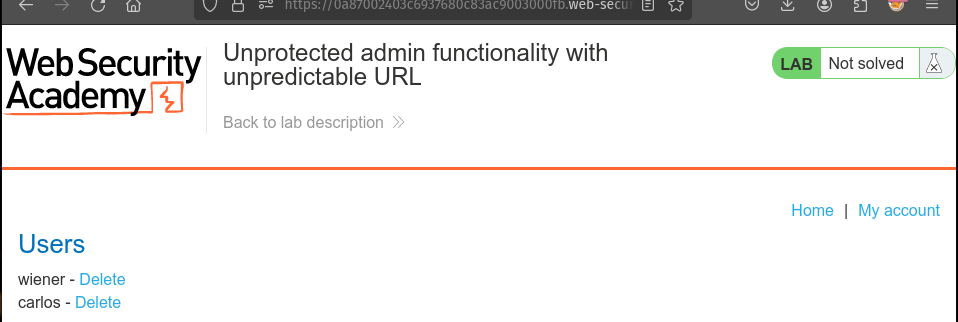 https://0a87002403c6937680c83ac9003000fb.web-secu
Web Security
Academy
Unprotected admin functionality with
unpredictable URL
Back to lab description
LAB Not solved
Home | My account
Users
wiener - Delete
carlos - Delete